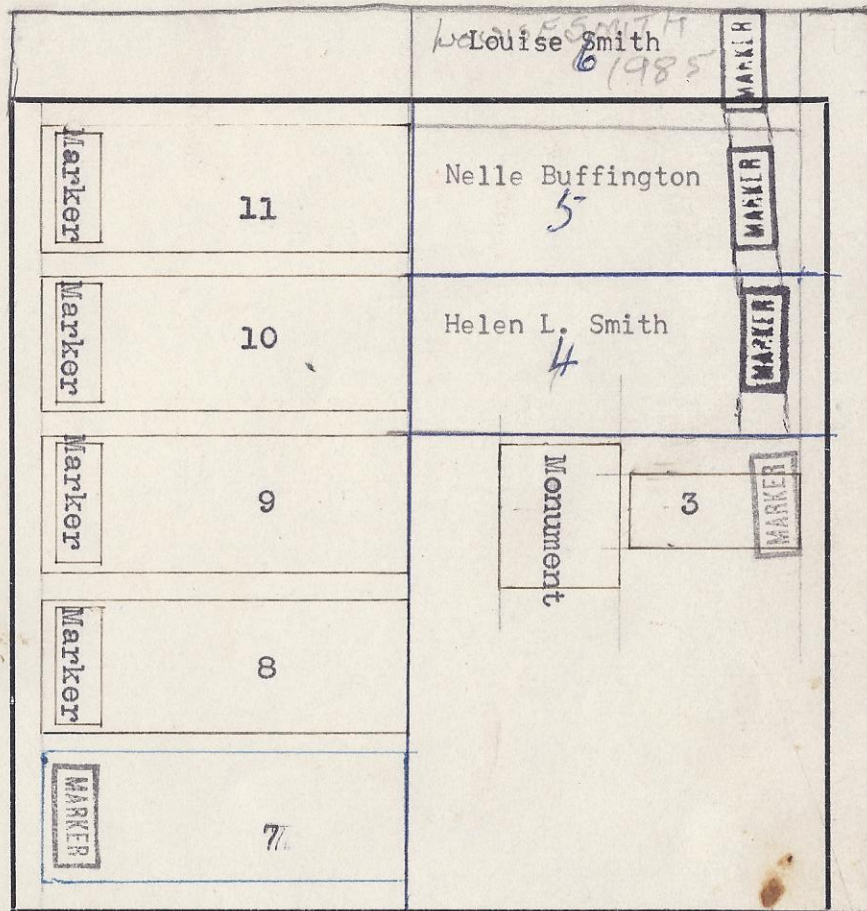 Louise Smith
SMITH
6
1985
MARKER
Marker
11
Nelle Buffington
5
MARKER
Marker
10
Helen L. Smith
4
MARKER
Marker
9
Monument
3
MARKER
Marker
8
MARKER
7